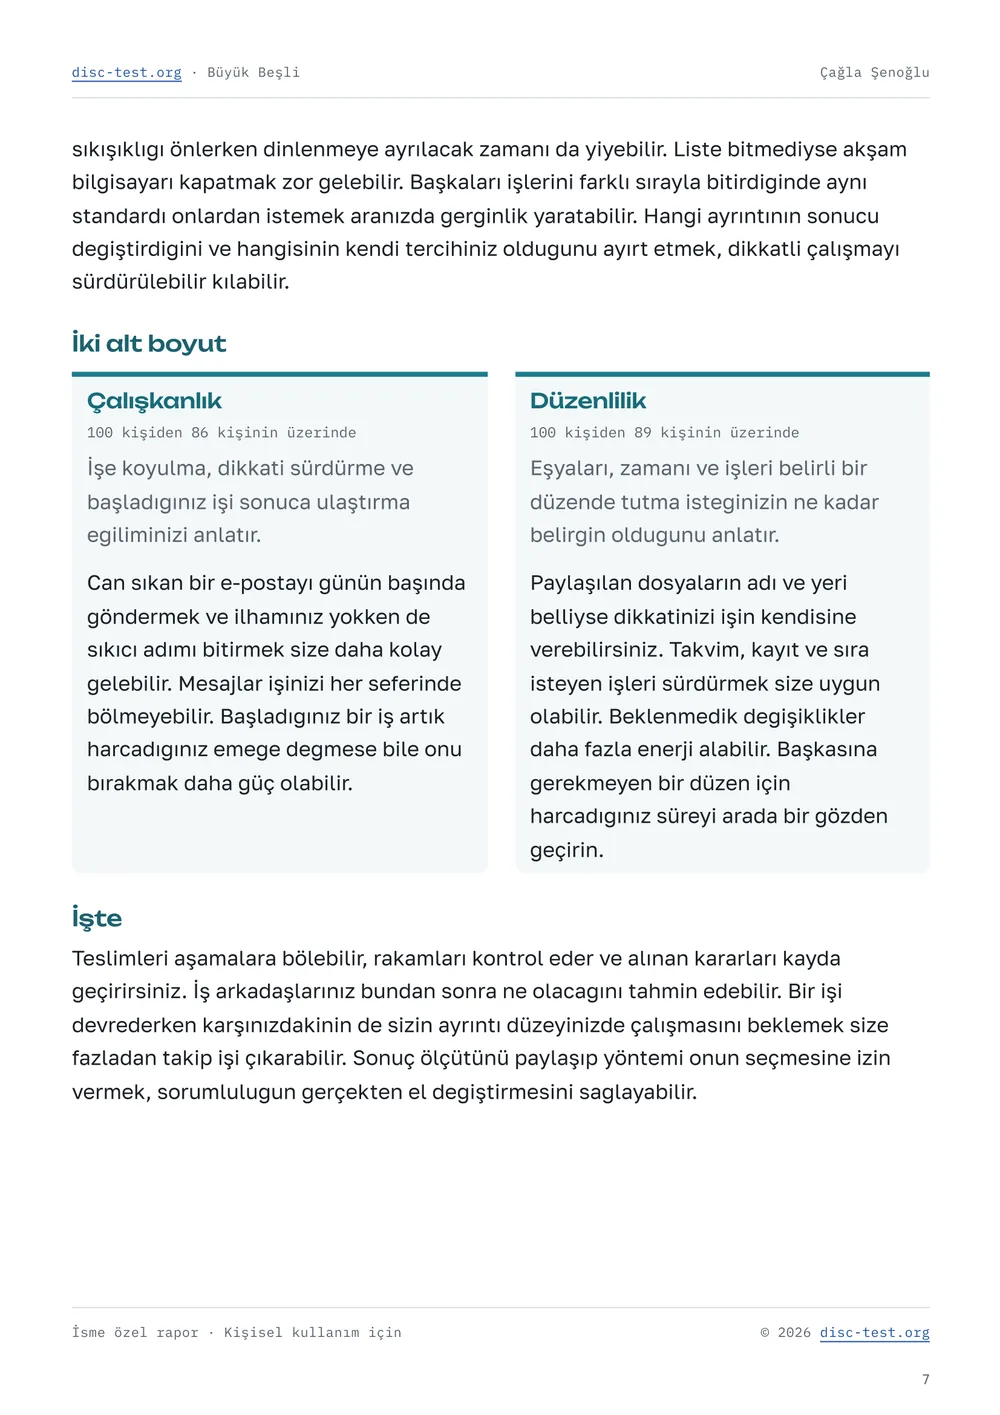 disc-test.org · Büyük Beşli
Çağla Şenoğlu
sıkışıklıgı önlerken dinlenmeye ayrılacak zamanı da yiyebilir. Liste bitmediyse akşam
bilgisayarı kapatmak zor gelebilir. Başkaları işlerini farklı sırayla bitirdiginde aynı
standardı onlardan istemek aranızda gerginlik yaratabilir. Hangi ayrıntının sonucu
degiştirdigini ve hangisinin kendi tercihiniz oldugunu ayırt etmek, dikkatli çalışmayı
sürdürülebilir kılabilir.
İki alt boyut
Çalışkanlık
100 kişiden 86 kişinin üzerinde
İşe koyulma, dikkati sürdürme ve
başladıgınız işi sonuca ulaştırma
egiliminizi anlatır.
Can sıkan bir e-postayı günün başında
göndermek ve ilhamınız yokken de
sıkıcı adımı bitirmek size daha kolay
gelebilir. Mesajlar işinizi her seferinde
bölmeyebilir. Başladıgınız bir iş artık
harcadıgınız emege degmese bile onu
bırakmak daha güç olabilir.
Düzenlilik
100 kişiden 89 kişinin üzerinde
Eşyaları, zamanı ve işleri belirli bir
düzende tutma isteginizin ne kadar
belirgin oldugunu anlatır.
Paylaşılan dosyaların adı ve yeri
belliyse dikkatinizi işin kendisine
verebilirsiniz. Takvim, kayıt ve sıra
isteyen işleri sürdürmek size uygun
olabilir. Beklenmedik degişiklikler
daha fazla enerji alabilir. Başkasına
gerekmeyen bir düzen için
harcadıgınız süreyi arada bir gözden
geçirin.
İşte
Teslimleri aşamalara bölebilir, rakamları kontrol eder ve alınan kararları kayda
geçirirsiniz. İş arkadaşlarınız bundan sonra ne olacagını tahmin edebilir. Bir işi
devrederken karşınızdakinin de sizin ayrıntı düzeyinizde çalışmasını beklemek size
fazladan takip işi çıkarabilir. Sonuç ölçütünü paylaşıp yöntemi onun seçmesine izin
vermek, sorumlulugun gerçekten el degiştirmesini saglayabilir.
İsme özel rapor · Kişisel kullanım için
© 2026 disc-test.org
7